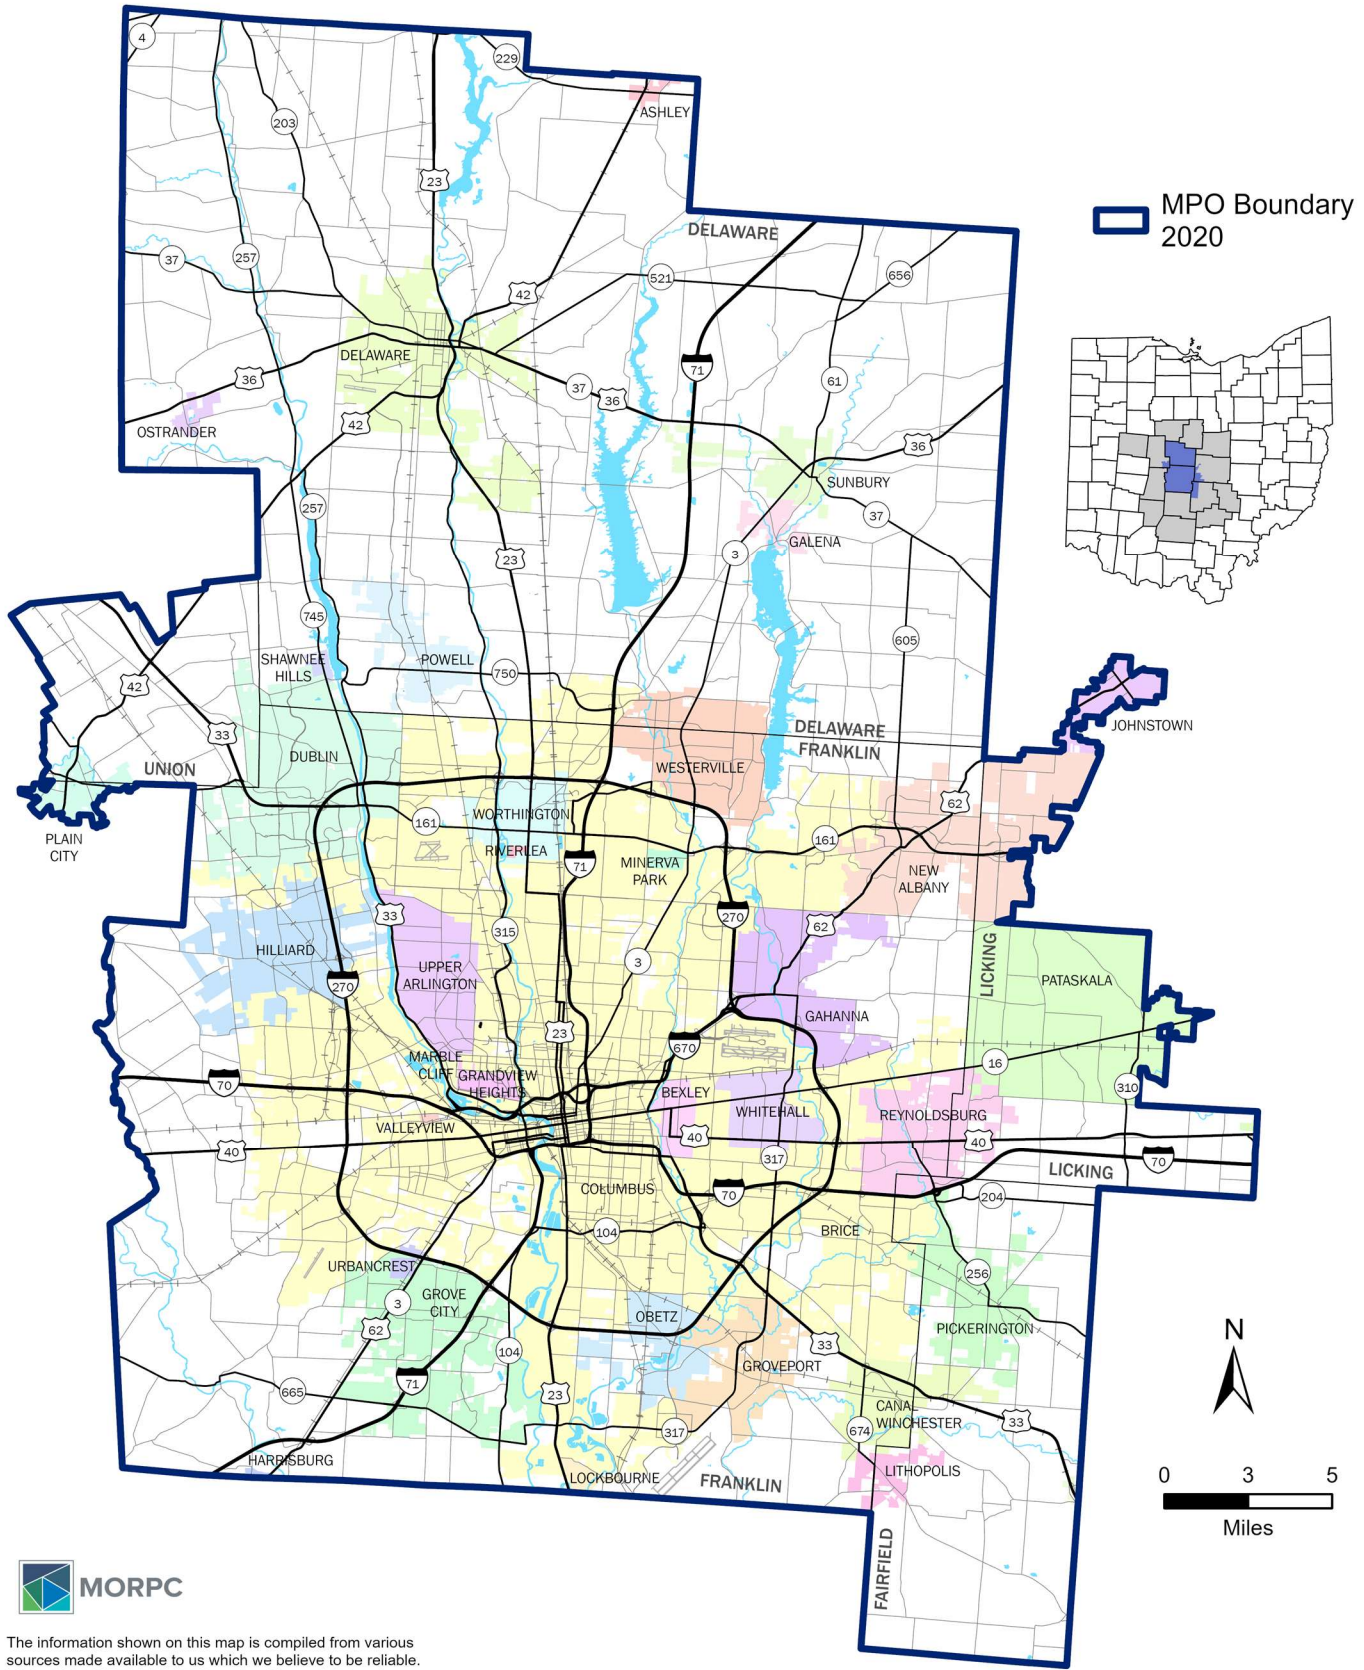 4
229
ASHLEY
203
23
MPO Boundary
2020
DELAWARE
37
257
521
656
42
71
DELAWARE
36
37
36
61
42
OSTRANDER
36
SUNBURY
257
37
GALENA
3
23
745
605
SHAWNEE
HILLS
POWELL
750
42
JOHNSTOWN
33
DELAWARE
FRANKLIN
DUBLIN
UNION
WESTERVILLE
62
WORTHINGTON
161
161
PLAIN
CITY
RIVERLEA
71
MINERVA
PARK
NEW
ALBANY
33
270
62
315
HILLIARD
3
LICKING
UPPER
ARLINGTON
PATASKALA
270
GAHANNA
23
670
MARBLE
CLIFF
GRANDVIEW
HEIGHTS
16
70
BEXLEY
310
WHITEHALL
REYNOLDSBURG
VALLEYVIEW
40
40
40
317
70
LICKING
COLUMBUS
70
204
104
BRICE
URBANCREST
256
GROVE
CITY
3
OBETZ
62
PICKERINGTON
33
N
104
GROVEPORT
71
665
23
CANAL
WINCHESTER
33
674
317
HARRISBURG
LITHOPOLIS
LOCKBOURNE
FRANKLIN
0 3 5
Miles
FAIRFIELD
MORPC
The information shown on this map is compiled from various
sources made available to us which we believe to be reliable.